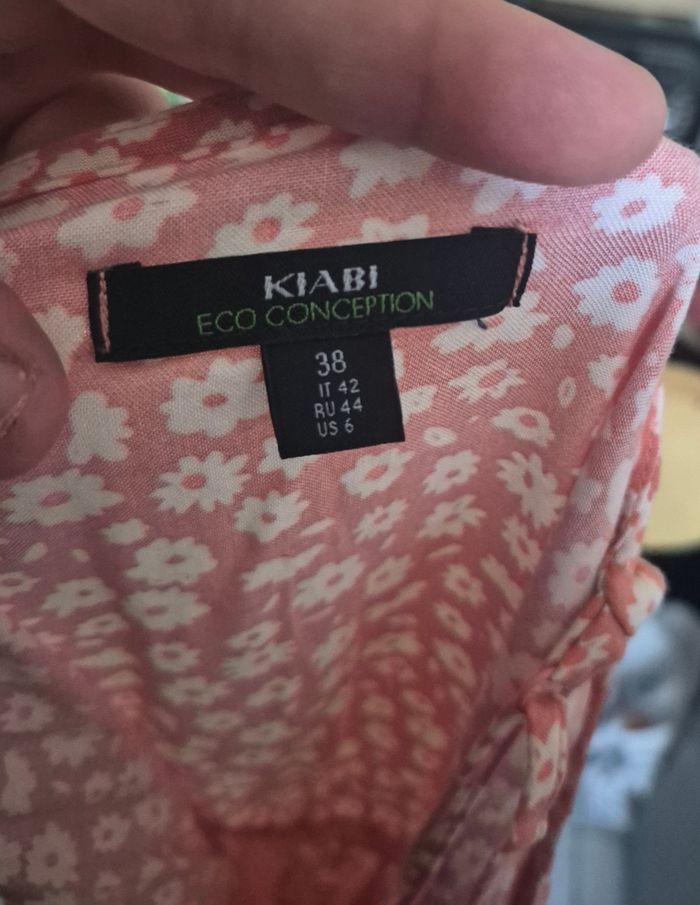 KIABI
ECO CONCEPTION
38
IT 42
RU 44
US 6